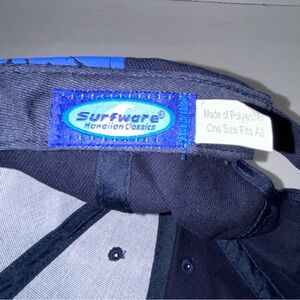 Surfware®
Hawaiian Classics
Made of Polyester
One Size Fits All